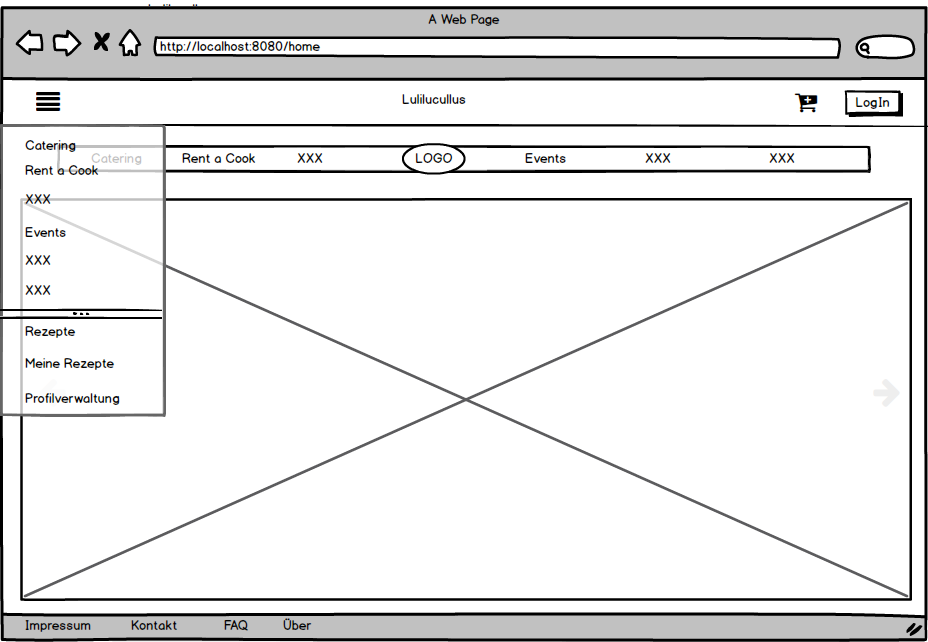 A Web Page
http://localhost:8080/home
Lulilucullus
LogIn
Catering Rent a Cook XXX LOGO Events XXX XXX
Catering
Rent a Cook
XXX
Events
XXX
XXX
Rezepte
Meine Rezepte
Profilverwaltung
Impressum Kontakt FAQ Über